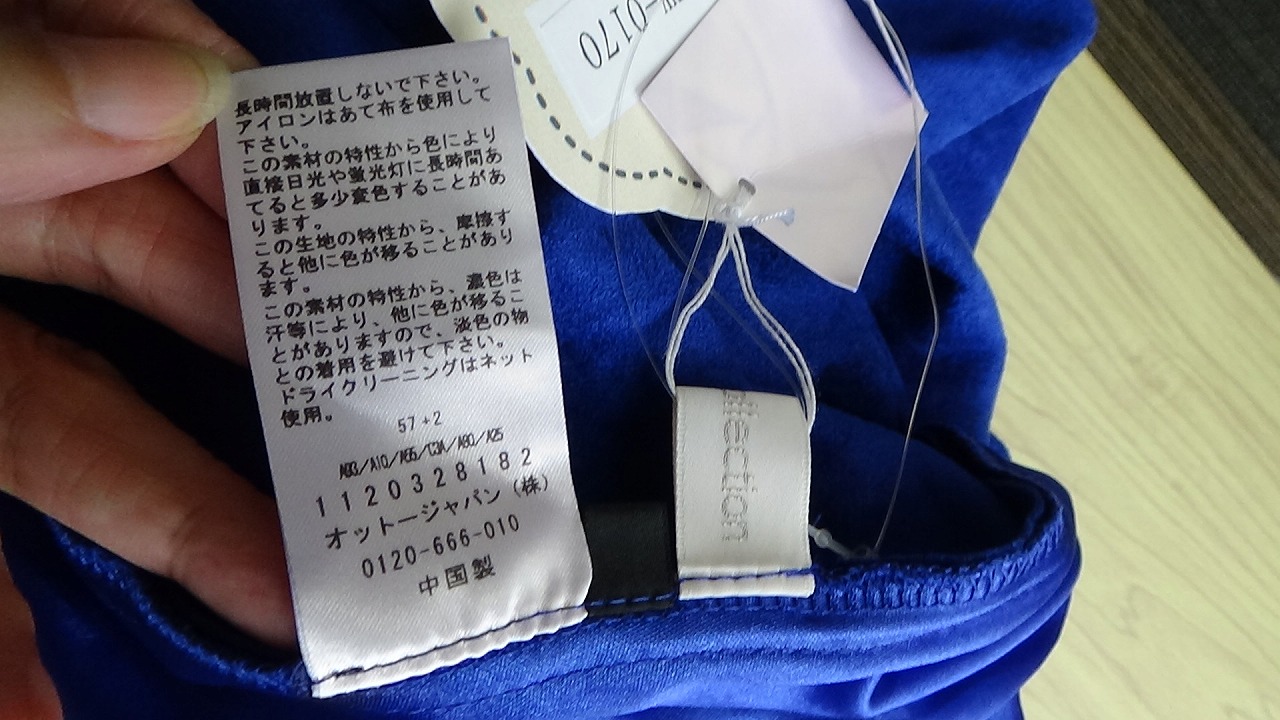 長時間放置しないで下さい。
アイロンはあて布を使用して
下さい。
この素材の特性から色により
直接日光や蛍光灯に長時間あ
てると多少変色することがあ
ります。
この生地の特性から、摩擦す
ると他に色が移ることがあり
ます。
この素材の特性から、濃色は
汗等により、他に色が移るこ
とがありますので、淡色の物
との着用を避けて下さい。
ドライクリーニングはネット
使用。
57+2
1120328182
オットージャパン（株）
0120-666-010
中国製
-0170
llection